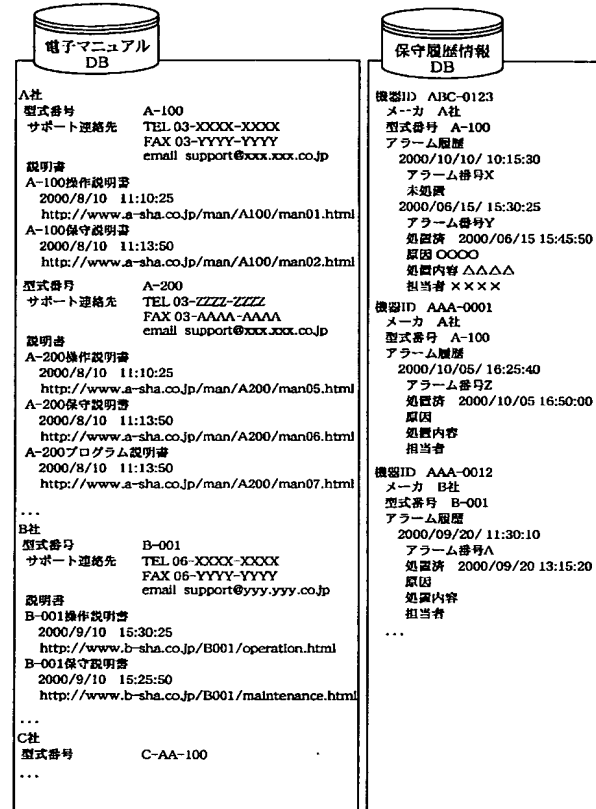 電子マニュアル
DB
A社
型式番号 A-100
サポート連絡先 TEL 03-XXXX-XXXX
FAX 03-YYYY-YYYY
email support@xxx.xxx.co.jp
説明書
A-100操作説明書
2000/8/10 11:10:25
http://www.a-sha.co.jp/man/A100/man01.html
A-100保守説明書
2000/8/10 11:13:50
http://www.a-sha.co.jp/man/A100/man02.html
型式番号 A-200
サポート連絡先 TEL 03-ZZZZ-ZZZZ
FAX 03-AAAA-AAAA
email support@xxx.xxx.co.jp
説明書
A-200操作説明書
2000/8/10 11:10:25
http://www.a-sha.co.jp/man/A200/man05.html
A-200保守説明書
2000/8/10 11:13:50
http://www.a-sha.co.jp/man/A200/man06.html
A-200プログラム説明書
2000/8/10 11:13:50
http://www.a-sha.co.jp/man/A200/man07.html
...
B社
型式番号 B-001
サポート連絡先 TEL 06-XXXX-XXXX
FAX 06-YYYY-YYYY
email support@yyy.yyy.co.jp
説明書
B-001操作説明書
2000/9/10 15:30:25
http://www.b-sha.co.jp/B001/operation.html
B-001保守説明書
2000/9/10 15:25:50
http://www.b-sha.co.jp/B001/maintenance.html
...
C社
型式番号 C-AA-100
...
保守履歴情報
DB
機器ID ABC-0123
メーカ A社
型式番号 A-100
アラーム履歴
2000/10/10/ 10:15:30
アラーム番号X
未処置
2000/06/15/ 15:30:25
アラーム番号Y
処置済 2000/06/15 15:45:50
原因 ○○○○
処置内容 △△△△
担当者 ××××
機器ID AAA-0001
メーカ A社
型式番号 A-100
アラーム履歴
2000/10/05/ 16:25:40
アラーム番号Z
処置済 2000/10/05 16:50:00
原因
処置内容
担当者
機器ID AAA-0012
メーカ B社
型式番号 B-001
アラーム履歴
2000/09/20/ 11:30:10
アラーム番号A
処置済 2000/09/20 13:15:20
原因
処置内容
担当者
...